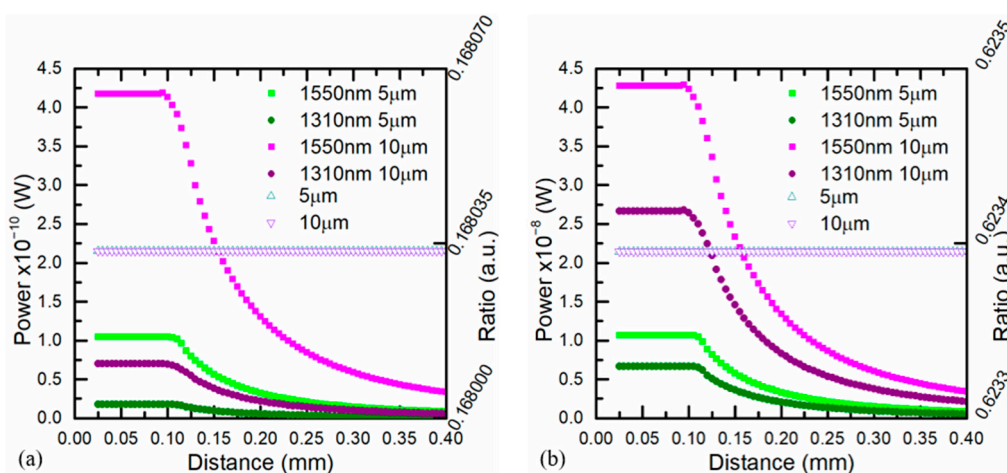 4.5
4.0
3.5
3.0
2.5
2.0
1.5
1.0
0.5
0.0
Power x10⁻¹⁰ (W)
1550nm 5μm
1310nm 5μm
1550nm 10μm
1310nm 10μm
5μm
10μm
0.168070
0.168035
0.168000
Ratio (a.u.)
0.00 0.05 0.10 0.15 0.20 0.25 0.30 0.35 0.40
(a) Distance (mm)
4.5
4.0
3.5
3.0
2.5
2.0
1.5
1.0
0.5
0.0
Power x10⁻⁸ (W)
1550nm 5μm
1310nm 5μm
1550nm 10μm
1310nm 10μm
5μm
10μm
0.6235
0.6234
0.6233
Ratio (a.u.)
0.00 0.05 0.10 0.15 0.20 0.25 0.30 0.35 0.40
(b) Distance (mm)